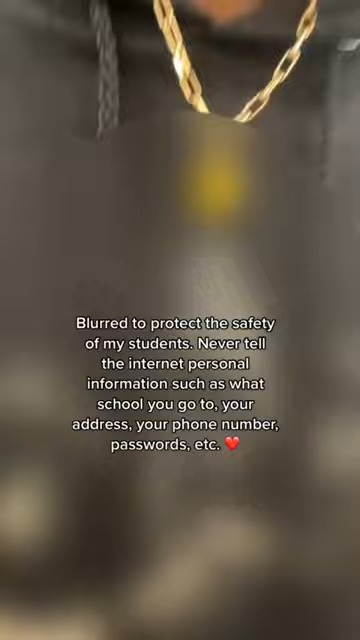 Blurred to protect the safety
of my students. Never tell
the internet personal
information such as what
school you go to, your
address, your phone number,
passwords, etc. ❤️